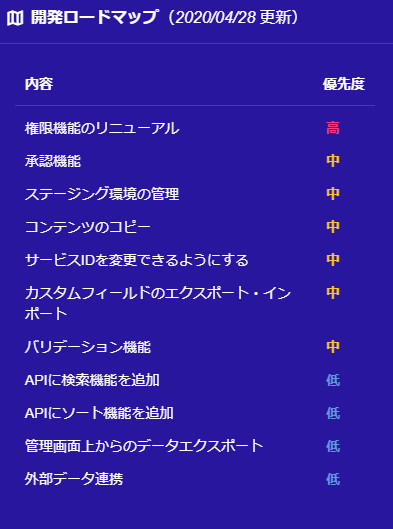 開発ロードマップ（2020/04/28 更新）
内容 優先度
権限機能のリニューアル 高
承認機能 中
ステージング環境の管理 中
コンテンツのコピー 中
サービスIDを変更できるようにする 中
カスタムフィールドのエクスポート・イン 中
ポート
バリデーション機能 中
APIに検索機能を追加 低
APIにソート機能を追加 低
管理画面上からのデータエクスポート 低
外部データ連携 低